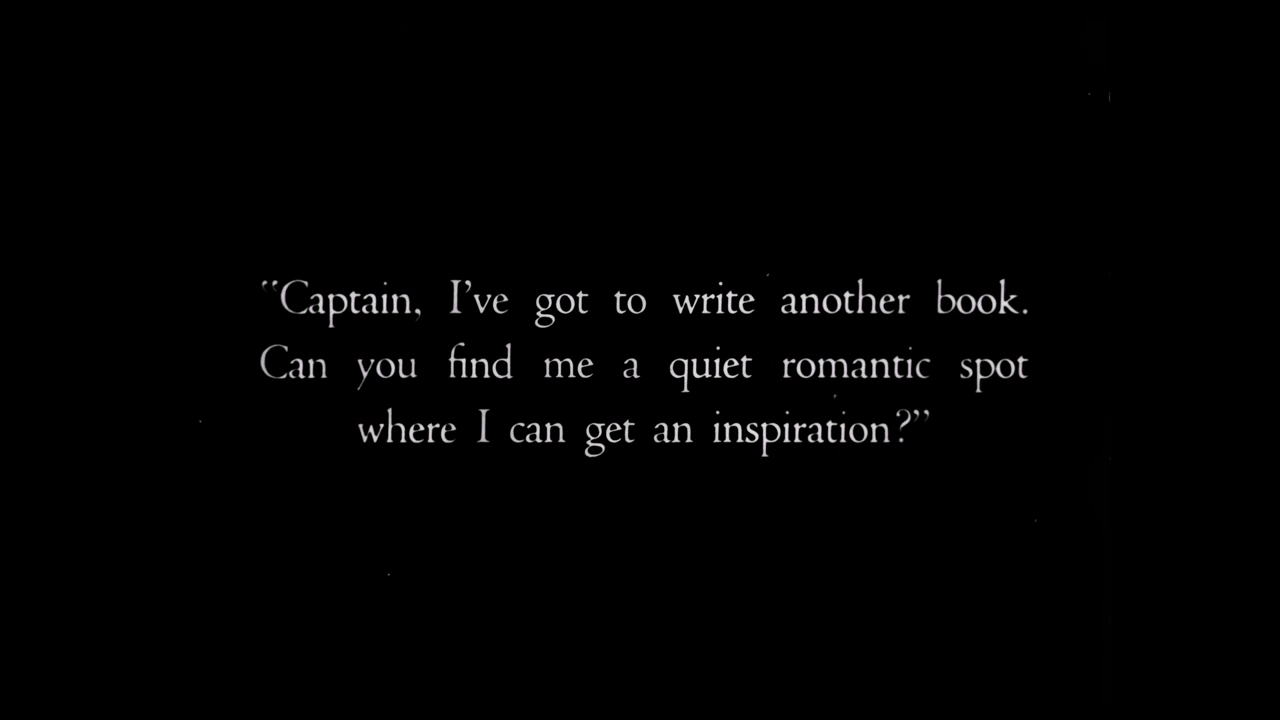 “Captain, I’ve got to write another book.
Can you find me a quiet romantic spot
where I can get an inspiration?”